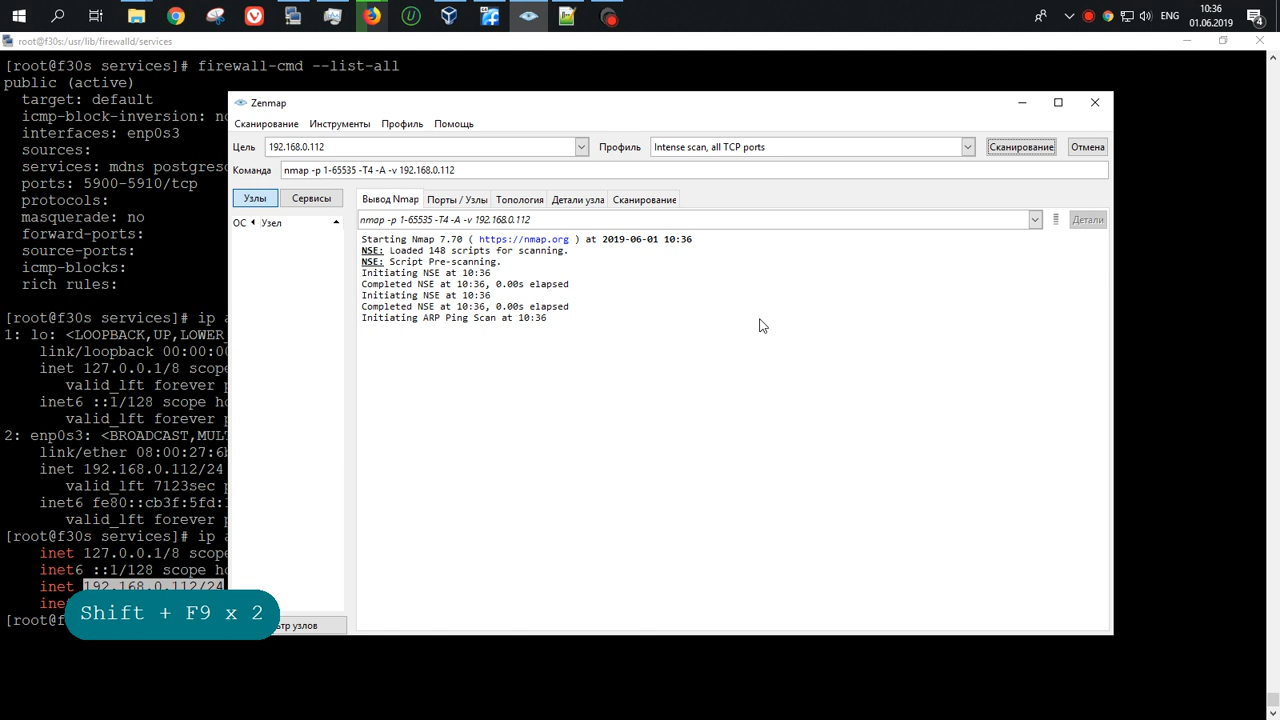 10:36
ENG
01.06.2019
4
root@f30s:/usr/lib/firewalld/services
[root@f30s services]# firewall-cmd --list-all
public (active)
target: default
icmp-block-inversion: no
interfaces: enp0s3
sources:
services: mdns postgres
ports: 5900-5910/tcp
protocols:
masquerade: no
forward-ports:
source-ports:
icmp-blocks:
rich rules:
[root@f30s services]# ip a
1: lo: <LOOPBACK,UP,LOWER_
link/loopback 00:00:00
inet 127.0.0.1/8 scope
valid_lft forever p
inet6 ::1/128 scope ho
valid_lft forever p
2: enp0s3: <BROADCAST,MULT
link/ether 08:00:27:6b
inet 192.168.0.112/24
valid_lft 7123sec p
inet6 fe80::cb3f:5fd:
valid_lft forever p
[root@f30s services]# ip a
inet 127.0.0.1/8 scope
inet6 ::1/128 scope ho
inet 192.168.0.112/24
[root@f
Shift + F9 x 2
Zenmap
Сканирование Инструменты Профиль Помощь
Цель: 192.168.0.112 Профиль: Intense scan, all TCP ports Сканирование Отмена
Команда: nmap -p 1-65535 -T4 -A -v 192.168.0.112
Узлы Сервисы Вывод Nmap Порты / Узлы Топология Детали узла Сканирование
ОС Узел
nmap -p 1-65535 -T4 -A -v 192.168.0.112 Детали
Starting Nmap 7.70 ( https://nmap.org ) at 2019-06-01 10:36
NSE: Loaded 148 scripts for scanning.
NSE: Script Pre-scanning.
Initiating NSE at 10:36
Completed NSE at 10:36, 0.00s elapsed
Initiating NSE at 10:36
Completed NSE at 10:36, 0.00s elapsed
Initiating ARP Ping Scan at 10:36
узлов